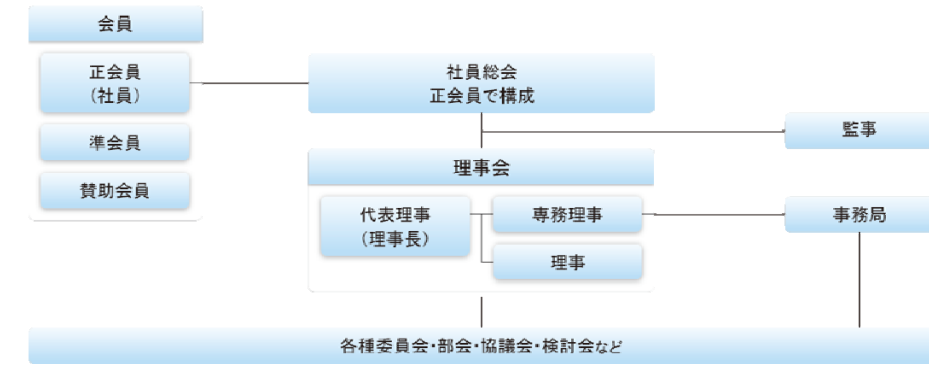 会員
正会員
（社員）
準会員
賛助会員
社員総会
正会員で構成
監事
理事会
代表理事
（理事長）
専務理事
理事
事務局
各種委員会・部会・協議会・検討会など